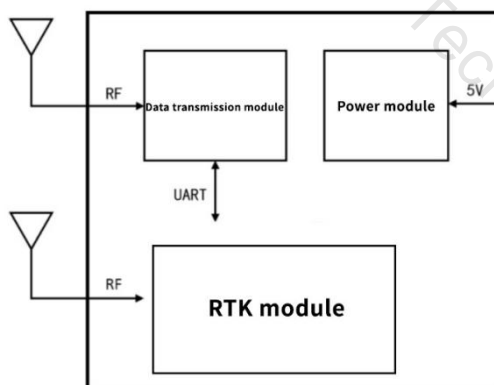 RF
Data transmission module
Power module
5V
UART
RF
RTK module